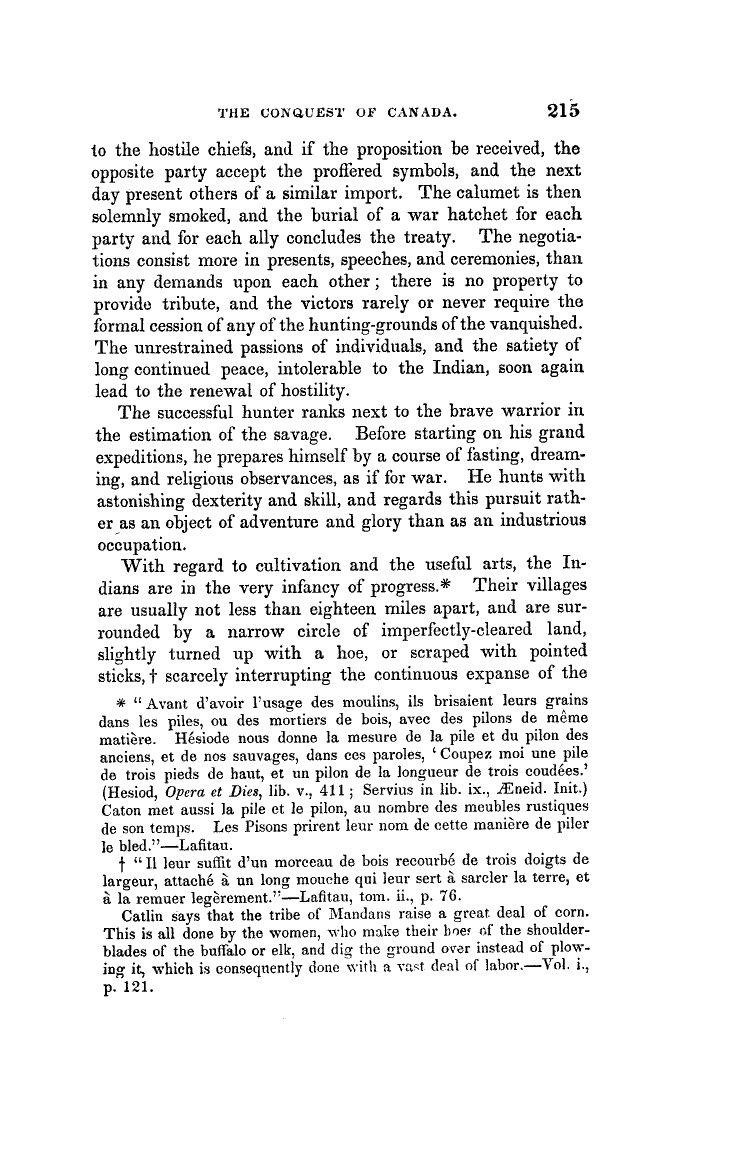 THE CONQUEST OF CANADA. 215
to the hostile chiefs, and if the proposition be received, the
opposite party accept the proffered symbols, and the next
day present others of a similar import. The calumet is then
solemnly smoked, and the burial of a war hatchet for each
party and for each ally concludes the treaty. The negotia-
tions consist more in presents, speeches, and ceremonies, than
in any demands upon each other; there is no property to
provide tribute, and the victors rarely or never require the
formal cession of any of the hunting-grounds of the vanquished.
The unrestrained passions of individuals, and the satiety of
long continued peace, intolerable to the Indian, soon again
lead to the renewal of hostility.
The successful hunter ranks next to the brave warrior in
the estimation of the savage. Before starting on his grand
expeditions, he prepares himself by a course of fasting, dream-
ing, and religious observances, as if for war. He hunts with
astonishing dexterity and skill, and regards this pursuit rath-
er as an object of adventure and glory than as an industrious
occupation.
With regard to cultivation and the useful arts, the In-
dians are in the very infancy of progress.* Their villages
are usually not less than eighteen miles apart, and are sur-
rounded by a narrow circle of imperfectly-cleared land,
slightly turned up with a hoe, or scraped with pointed
sticks,† scarcely interrupting the continuous expanse of the
* "Avant d'avoir l'usage des moulins, ils brisaient leurs grains
dans les piles, ou des mortiers de bois, avec des pilons de même
matière. Hésiode nous donne la mesure de la pile et du pilon des
anciens, et de nos sauvages, dans ces paroles, 'Coupez moi une pile
de trois pieds de haut, et un pilon de la longueur de trois coudées.'
(Hesiod, Opera et Dies, lib. v., 411; Servius in lib. ix., Æneid. Init.)
Caton met aussi la pile et le pilon, au nombre des meubles rustiques
de son temps. Les Pisons prirent leur nom de cette manière de piler
le bled."—Lafitau.
† "Il leur suffit d'un morceau de bois recourbé de trois doigts de
largeur, attaché à un long mouche qui leur sert à sarcler la terre, et
à la remuer legèrement."—Lafitau, tom. ii., p. 76.
Catlin says that the tribe of Mandans raise a great deal of corn.
This is all done by the women, who make their hoes of the shoulder-
blades of the buffalo or elk, and dig the ground over instead of plow-
ing it, which is consequently done with a vast deal of labor.—Vol. i.,
p. 121.